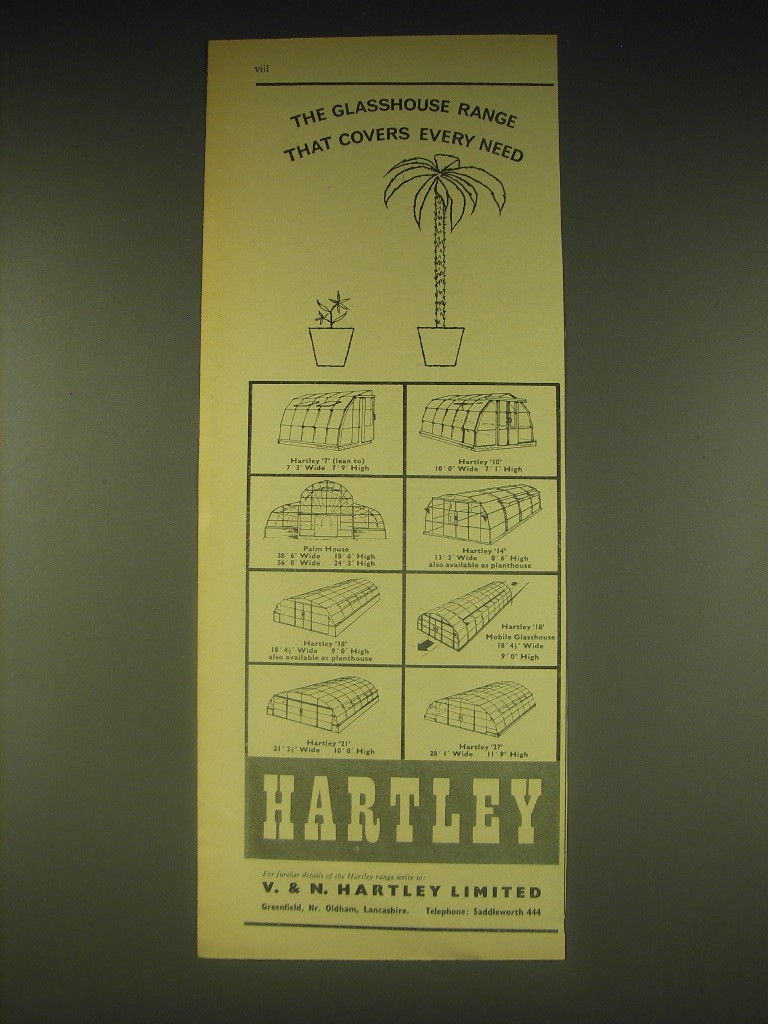 viii
THE GLASSHOUSE RANGE
THAT COVERS EVERY NEED
Hartley '7' (lean to)
7' 3" Wide 7' 9" High
Hartley '10'
10' 0" Wide 7' 1" High
Palm House
38' 6" Wide 18' 6" High
56' 0" Wide 24' 3" High
Hartley '14'
13' 3" Wide 8' 6" High
also available as planthouse
Hartley '18'
18' 4½" Wide 9' 0" High
also available as planthouse
Hartley '18'
Mobile Glasshouse
18' 4½" Wide
9' 0" High
Hartley '21'
21' 2½" Wide 10' 0" High
Hartley '27'
28' 1" Wide 11' 9" High
HARTLEY
For further details of the Hartley range write to:
V. & N. HARTLEY LIMITED
Greenfield, Nr. Oldham, Lancashire. Telephone: Saddleworth 444